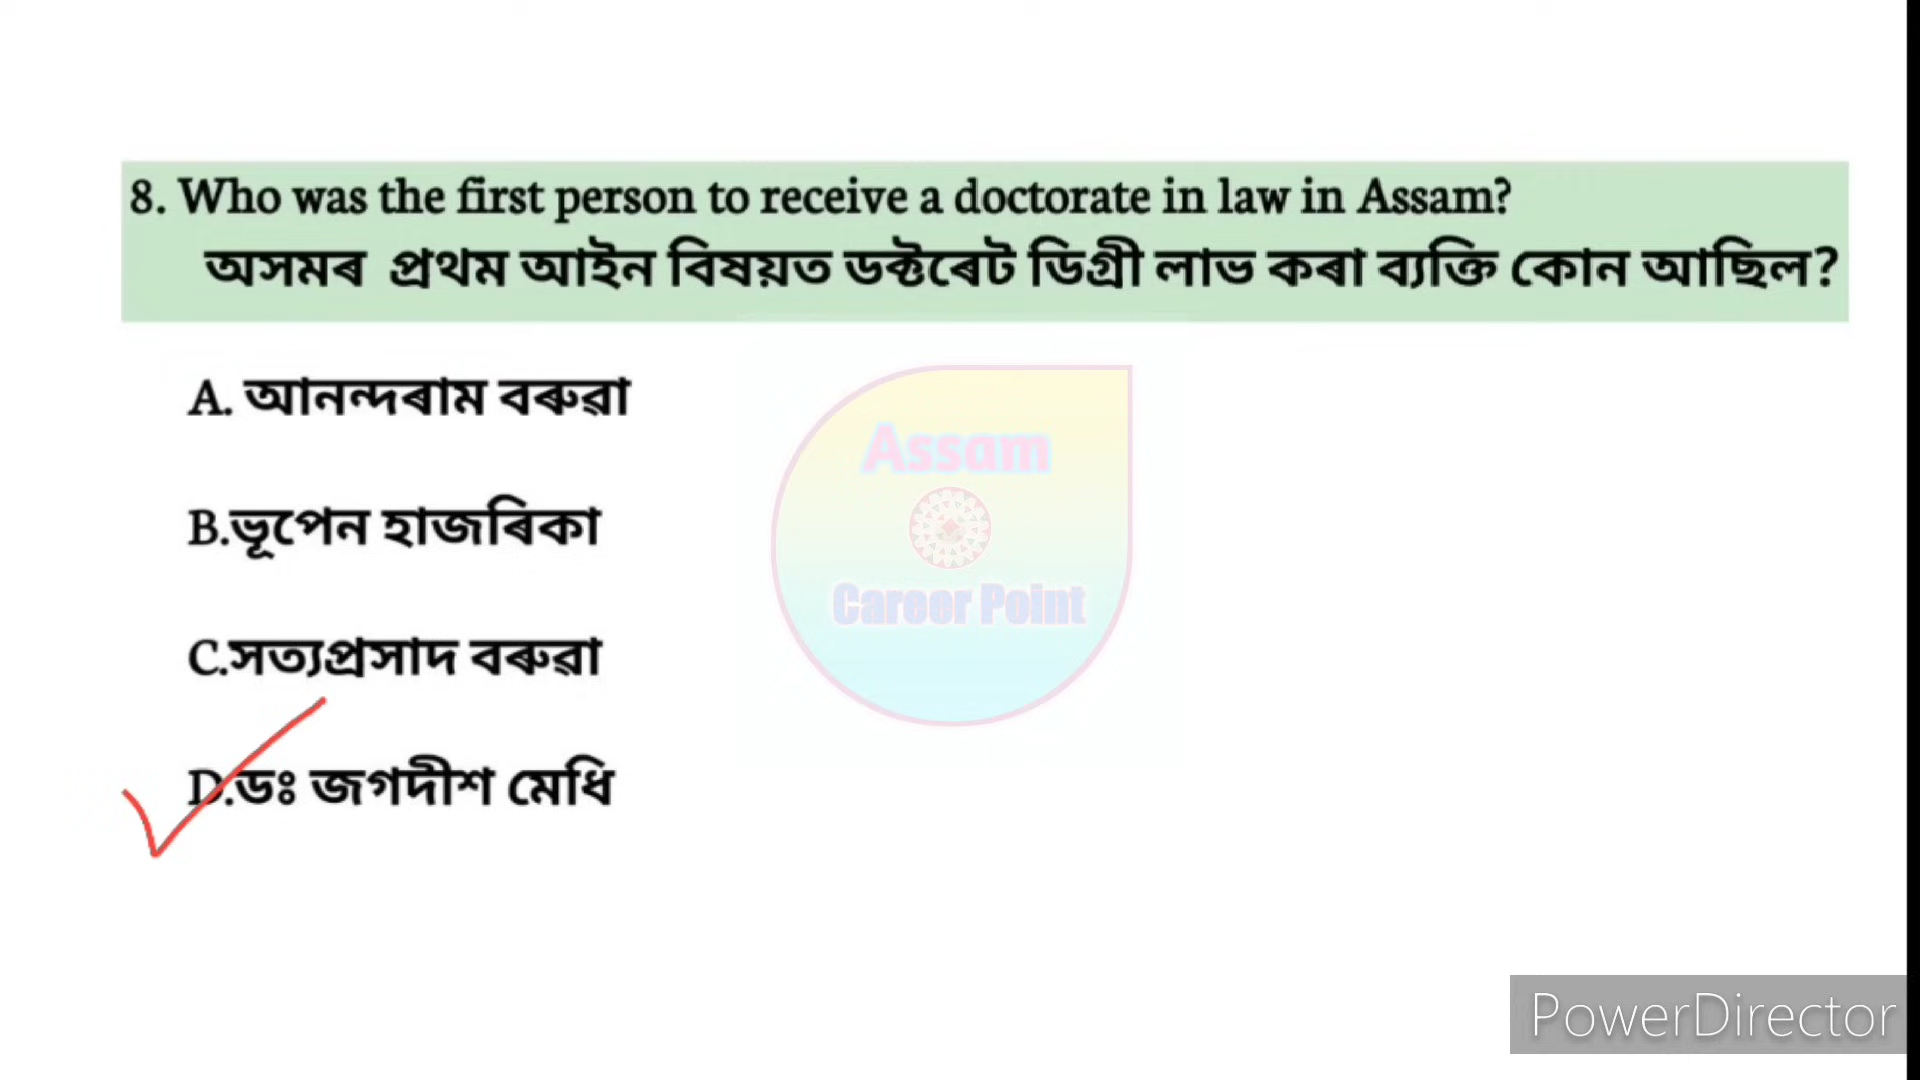 8. Who was the first person to receive a doctorate in law in Assam?
অসমৰ প্ৰথম আইন বিষয়ত ডক্টৰেট ডিগ্ৰী লাভ কৰা ব্যক্তি কোন আছিল?
A. আনন্দৰাম বৰুৱা
Assam
B.ভূপেন হাজৰিকা
Career Point
C.সত্যপ্ৰসাদ বৰুৱা
D.ডঃ জগদীশ মেধি
PowerDirector